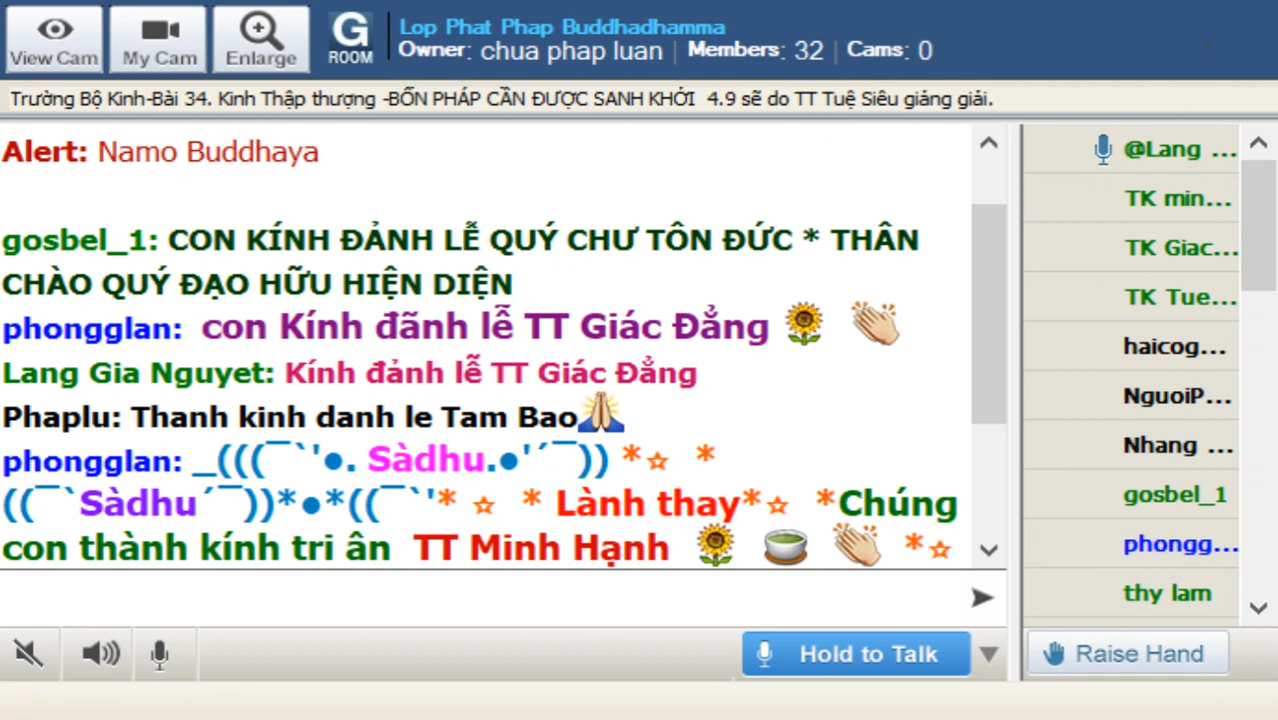 View Cam
My Cam
Enlarge
G
ROOM
Lop Phat Phap Buddhadhamma
Owner: chua phap luan | Members: 32 | Cams: 0
Trường Bộ Kinh-Bài 34. Kinh Thập thượng -BỐN PHÁP CẦN ĐƯỢC SANH KHỞI 4.9 sẽ do TT Tuệ Siêu giảng giải.
Alert: Namo Buddhaya
gosbel_1: CON KÍNH ĐẢNH LỄ QUÝ CHƯ TÔN ĐỨC * THÂN
CHÀO QUÝ ĐẠO HỮU HIỆN DIỆN
phongglan: con Kính đãnh lễ TT Giác Đẳng 🌻 👏
Lang Gia Nguyet: Kính đảnh lễ TT Giác Đẳng
Phaplu: Thanh kinh danh le Tam Bao🙏
phongglan: _(((¯`'●. Sàdhu.●'´¯)) *☆ *
((¯`Sàdhu´¯))*●*((¯`'* ☆ * Lành thay*☆ *Chúng
con thành kính tri ân TT Minh Hạnh 🌻 🍵 👏 *☆
@Lang ...
TK min...
TK Giac...
TK Tue...
haicog...
NguoiP...
Nhang ...
gosbel_1
phongg...
thy lam
Hold to Talk
Raise Hand